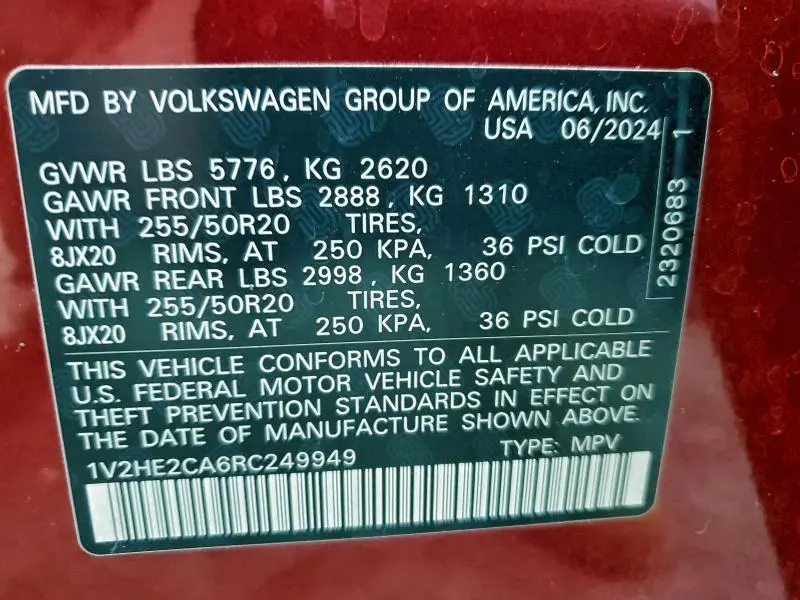 MFD BY VOLKSWAGEN GROUP OF AMERICA, INC.
USA 06/2024
GVWR LBS 5776, KG 2620
GAWR FRONT LBS 2888, KG 1310
WITH 255/50R20 TIRES,
8JX20 RIMS, AT 250 KPA, 36 PSI COLD
GAWR REAR LBS 2998, KG 1360
WITH 255/50R20 TIRES,
8JX20 RIMS, AT 250 KPA, 36 PSI COLD
THIS VEHICLE CONFORMS TO ALL APPLICABLE
U.S. FEDERAL MOTOR VEHICLE SAFETY AND
THEFT PREVENTION STANDARDS IN EFFECT ON
THE DATE OF MANUFACTURE SHOWN ABOVE.
1V2HE2CA6RC249949 TYPE: MPV
2320683 1